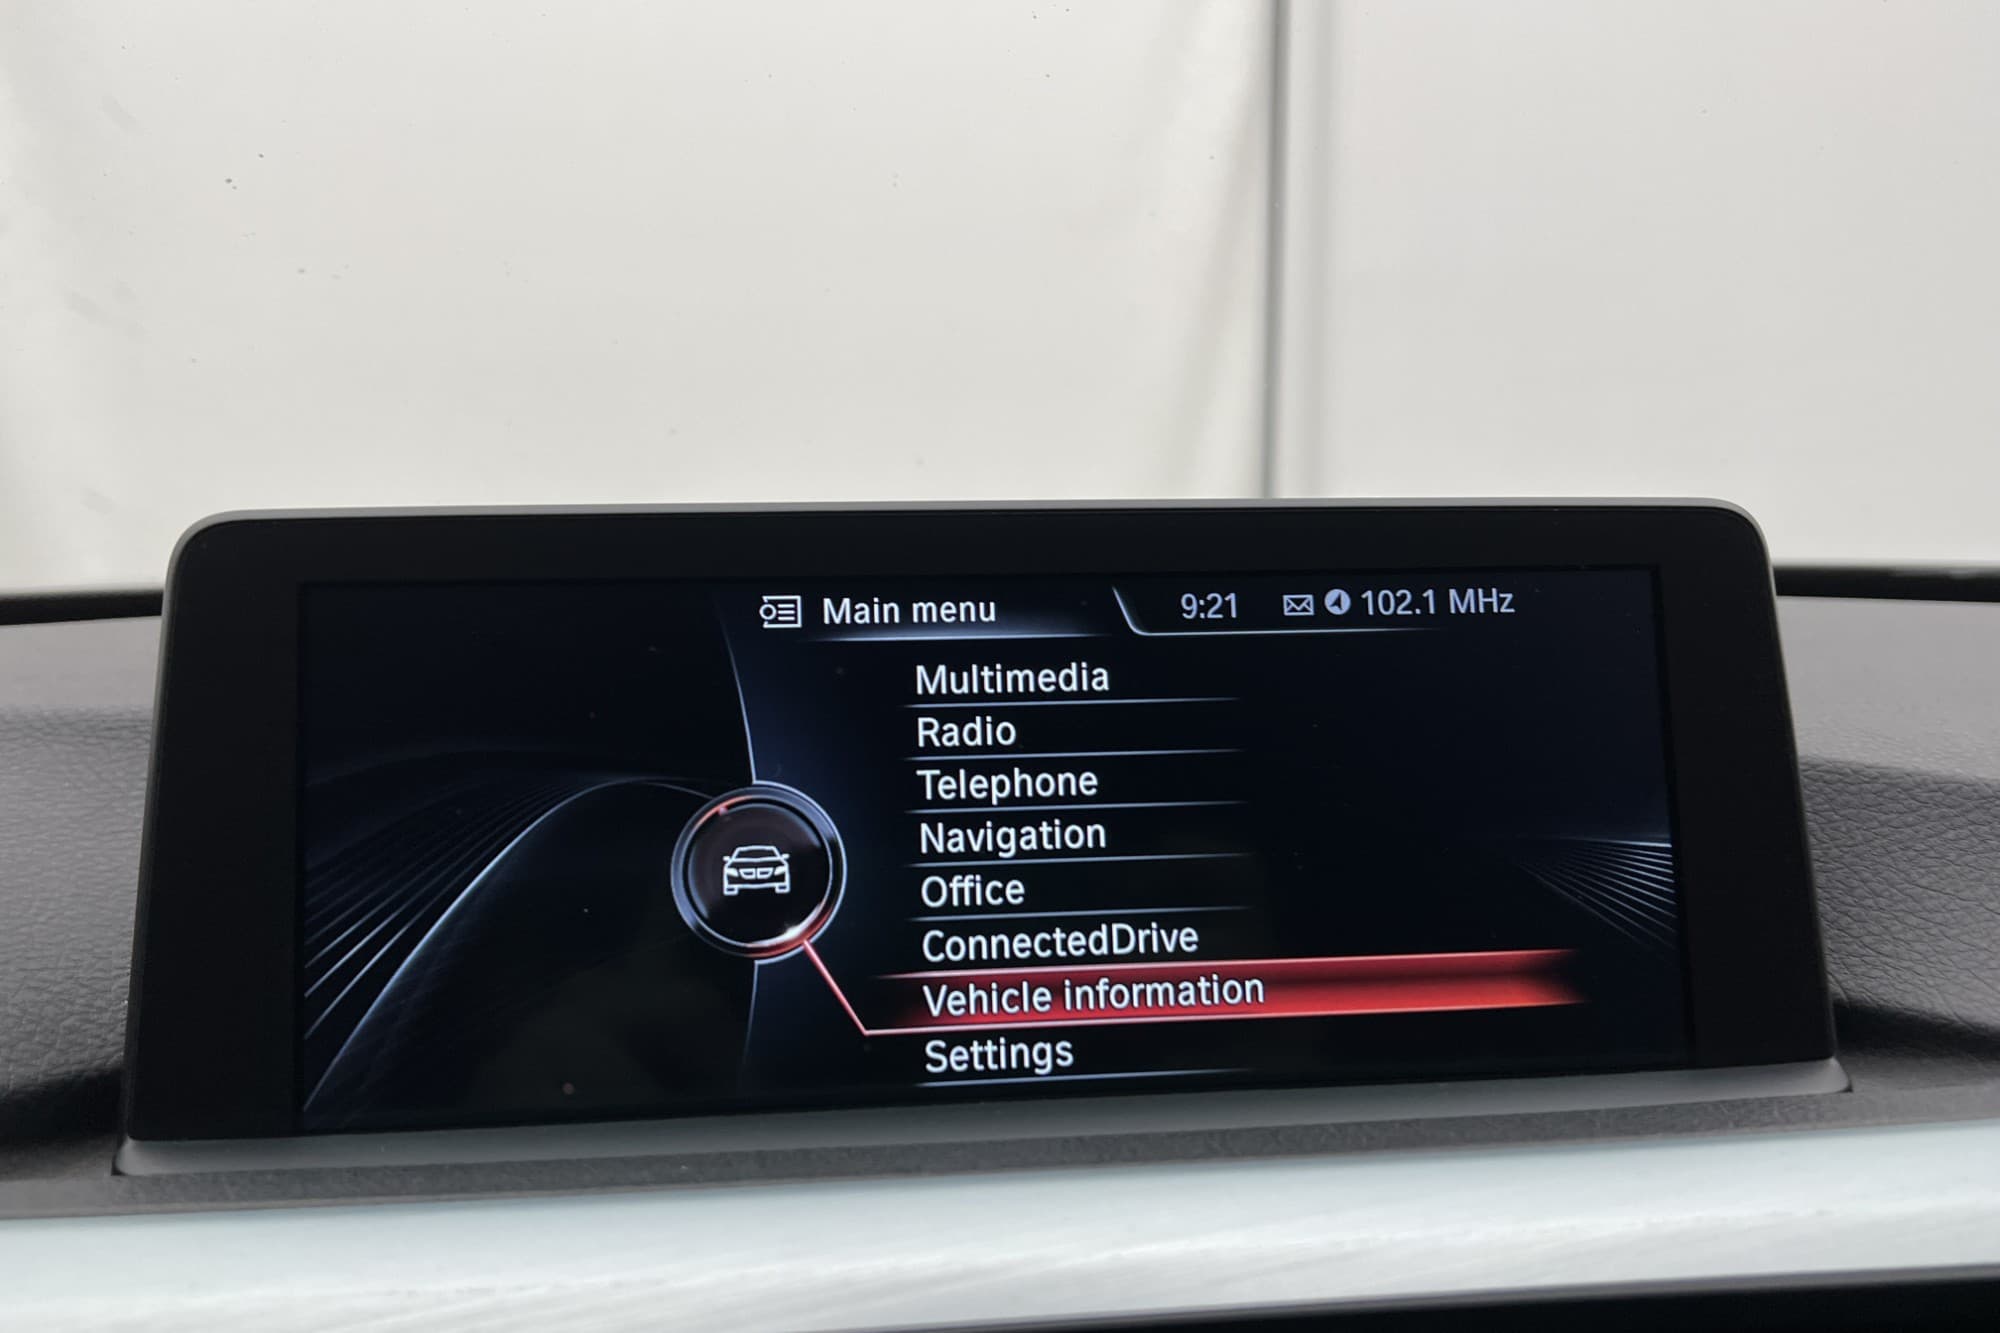 Main menu
9:21
102.1 MHz
Multimedia
Radio
Telephone
Navigation
Office
ConnectedDrive
Vehicle information
Settings